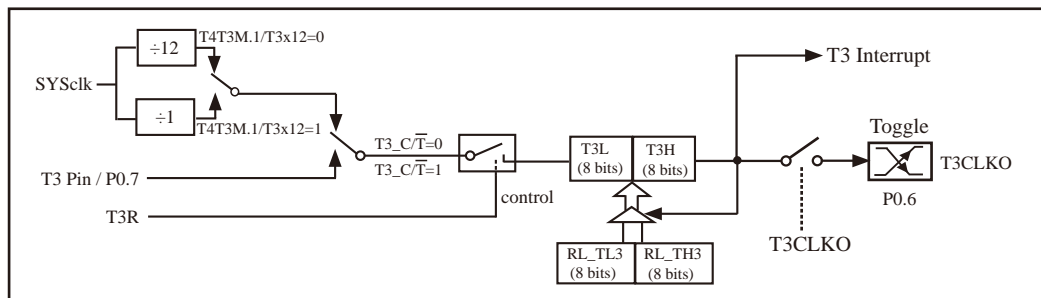 ÷12
T4T3M.1/T3x12=0
SYSclk
÷1
T4T3M.1/T3x12=1
T3 Pin / P0.7
T3R
T3_C/T̅=0
T3_C/T̅=1
control
T3L
(8 bits)
T3H
(8 bits)
RL_TL3
(8 bits)
RL_TH3
(8 bits)
T3 Interrupt
Toggle
T3CLKO
P0.6
T3CLKO